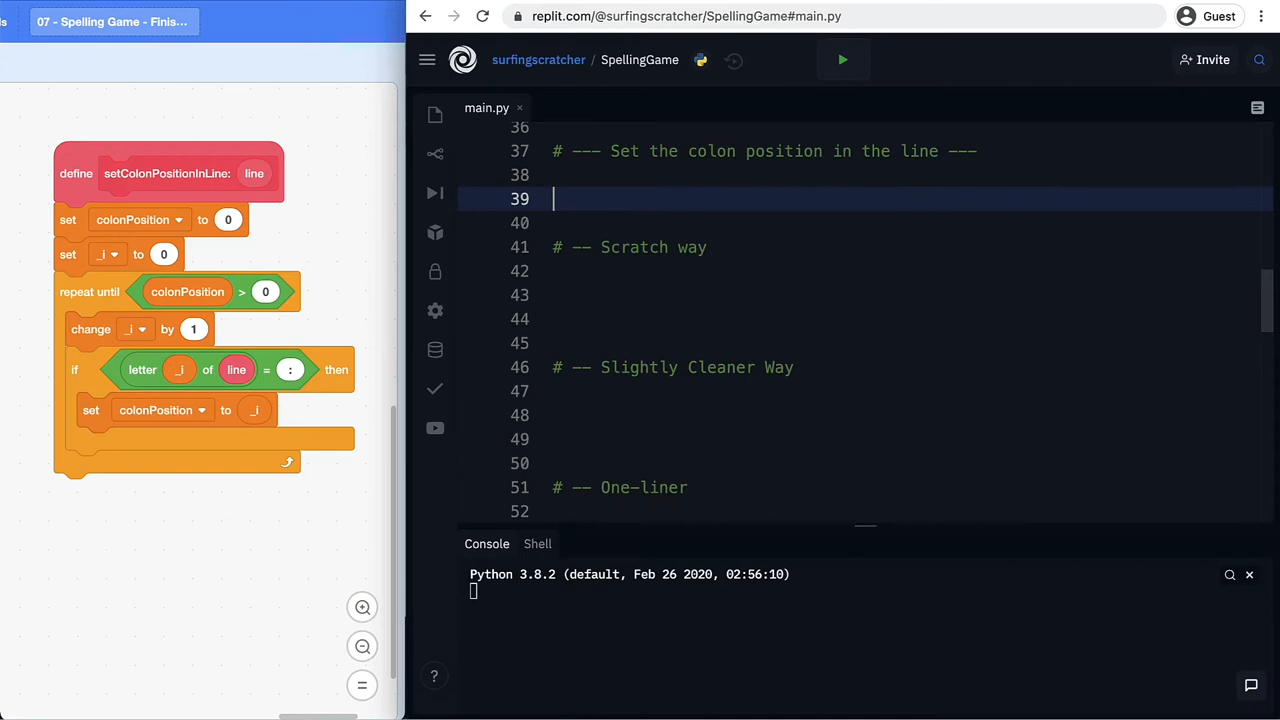 ls 07 - Spelling Game - Finis...
replit.com/@surfingscratcher/SpellingGame#main.py Guest
surfingscratcher / SpellingGame Invite
main.py ×
define setColonPositionInLine: line
set colonPosition to 0
set _i to 0
repeat until colonPosition > 0
change _i by 1
if letter _i of line = : then
set colonPosition to _i
36
37 # --- Set the colon position in the line ---
38
39
40
41 # -- Scratch way
42
43
44
45
46 # -- Slightly Cleaner Way
47
48
49
50
51 # -- One-liner
52
Console Shell
Python 3.8.2 (default, Feb 26 2020, 02:56:10)
?